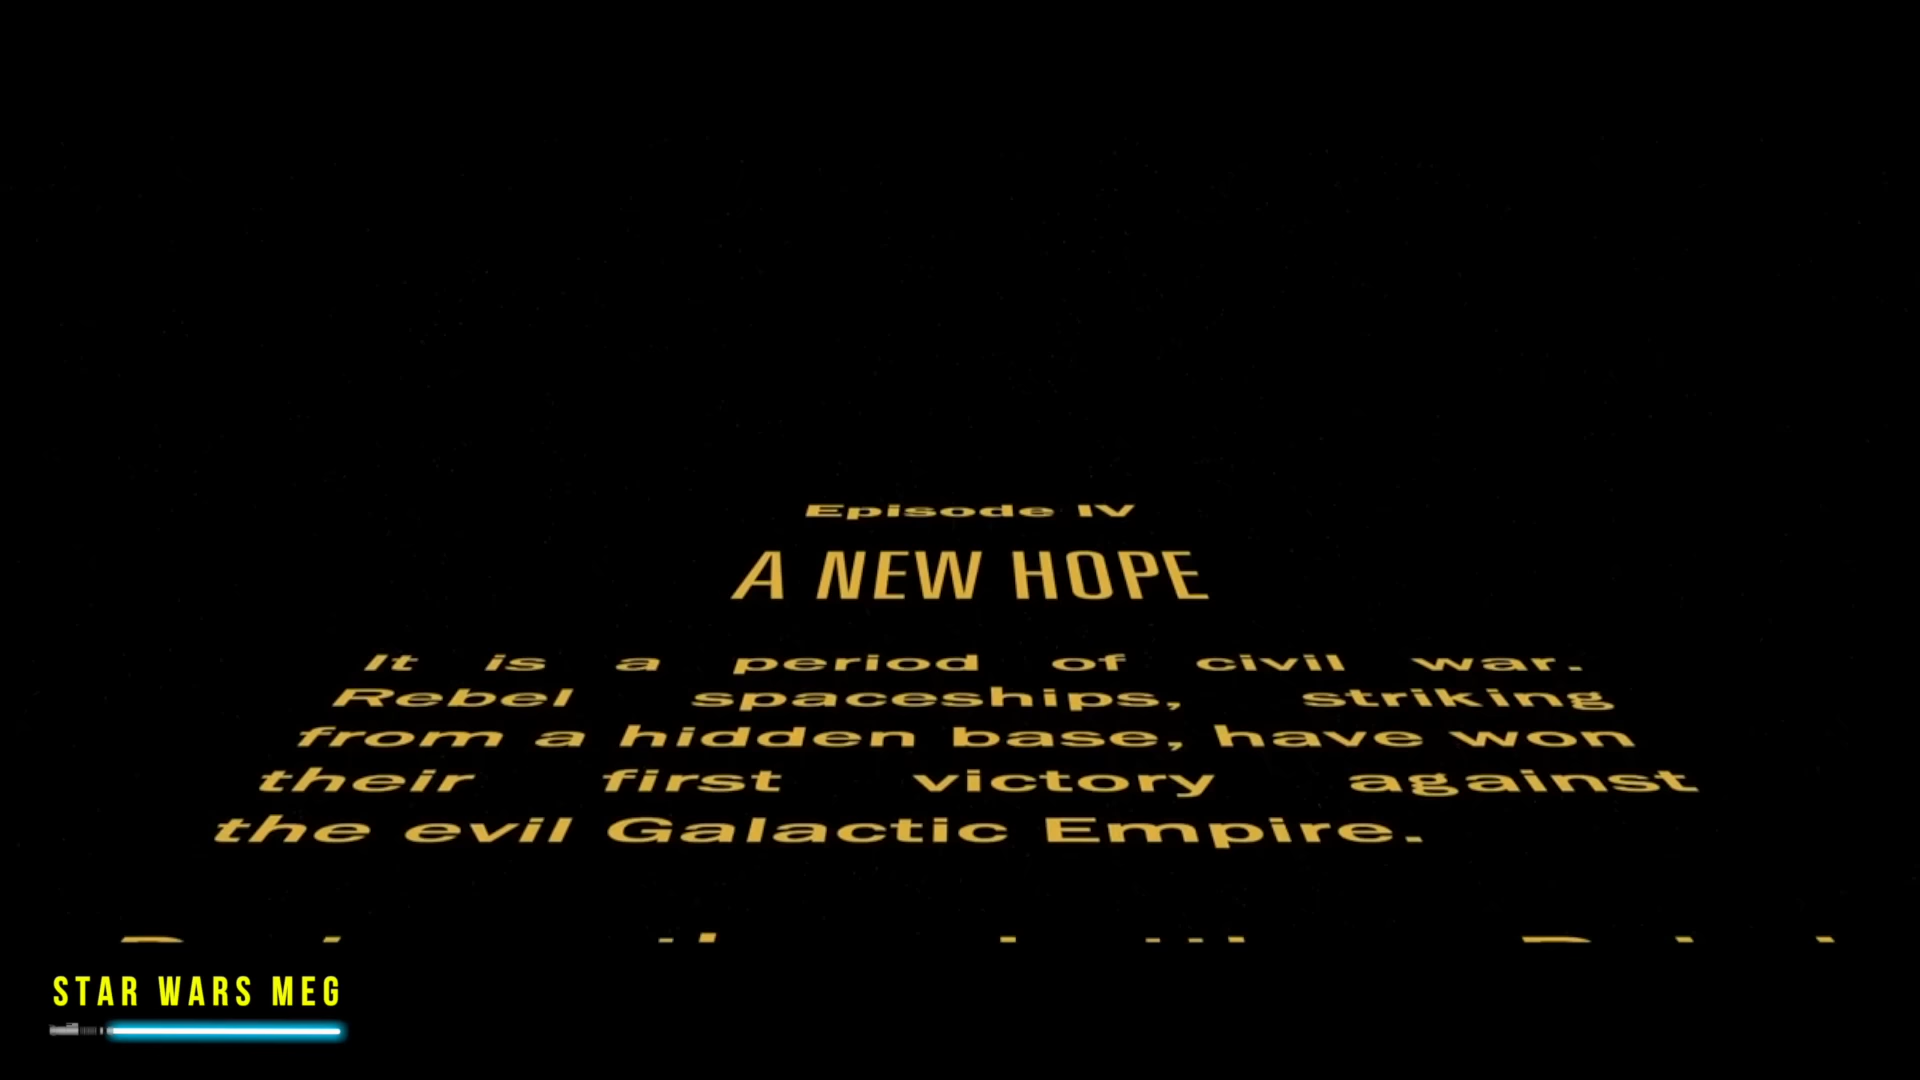 Episode IV
A NEW HOPE
It is a period of civil war.
Rebel spaceships, striking
from a hidden base, have won
their first victory against
the evil Galactic Empire.
STAR WARS MEG